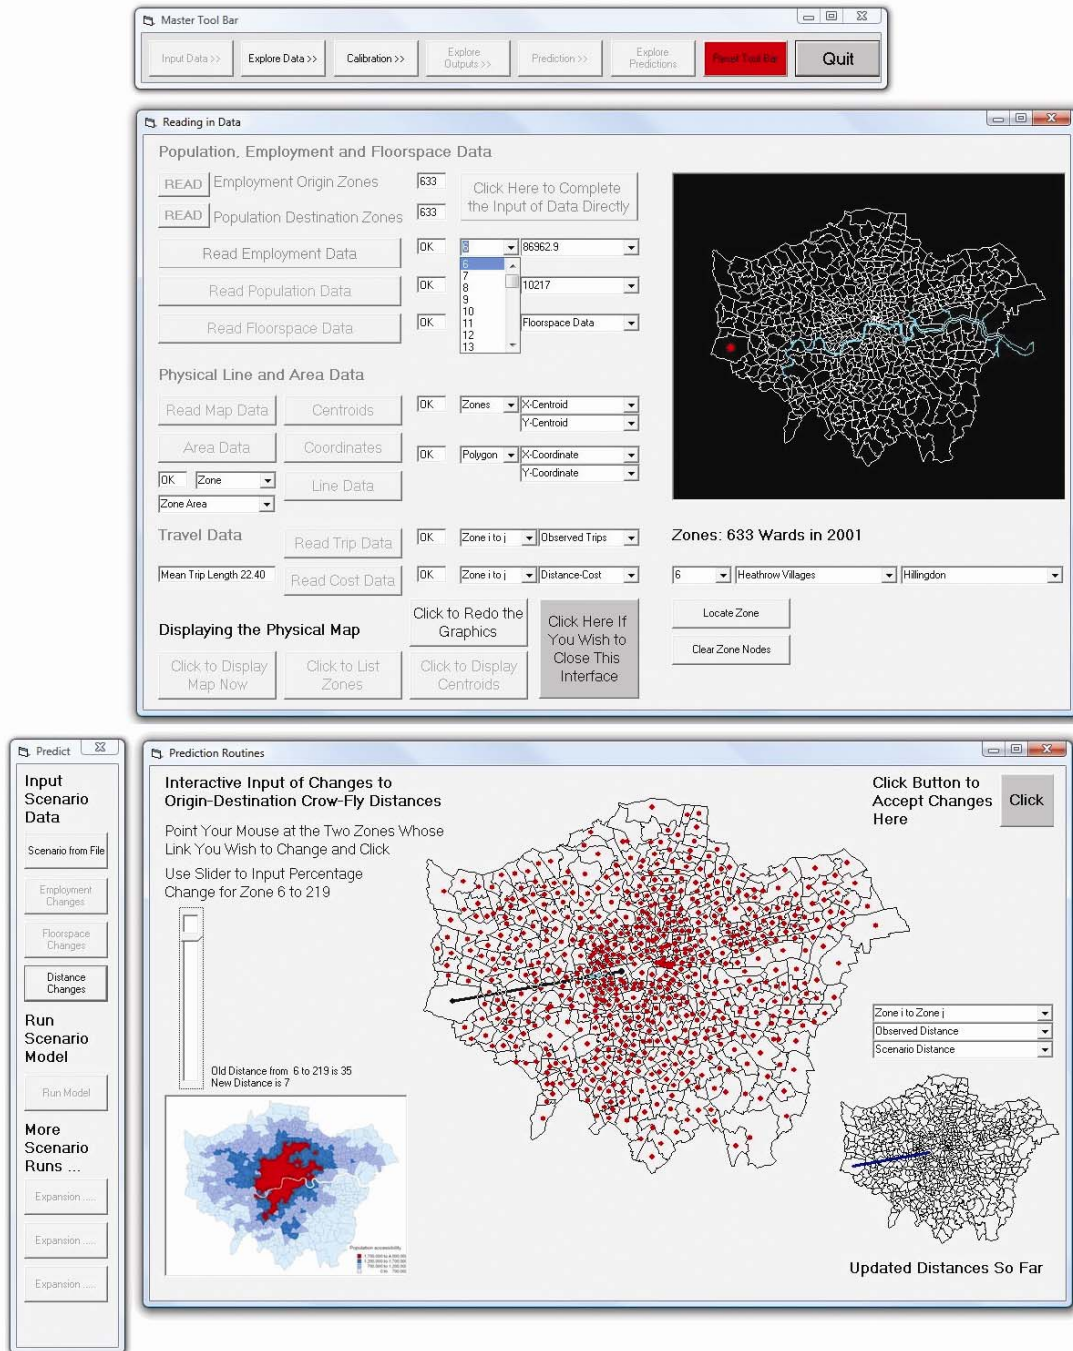 Master Tool Bar
Input Data >>
Explore Data >>
Calibration >>
Explore
Outputs >>
Prediction >>
Explore
Predictions
Parcel Tool Bar
Quit
Reading in Data
Population, Employment and Floorspace Data
READ
Employment Origin Zones
633
READ
Population Destination Zones
633
Click Here to Complete
the Input of Data Directly
Read Employment Data
OK
6
86962.9
6
7
8
9
10
11
12
13
Read Population Data
OK
10217
Read Floorspace Data
OK
Floorspace Data
Physical Line and Area Data
Read Map Data
Centroids
OK
Zones
X-Centroid
Y-Centroid
Area Data
Coordinates
OK
Polygon
X-Coordinate
Y-Coordinate
OK
Zone
Line Data
Zone Area
Travel Data
Read Trip Data
OK
Zone i to j
Observed Trips
Mean Trip Length 22.40
Read Cost Data
OK
Zone i to j
Distance-Cost
Displaying the Physical Map
Click to Redo the
Graphics
Click Here If
You Wish to
Close This
Interface
Click to Display
Map Now
Click to List
Zones
Click to Display
Centroids
Zones: 633 Wards in 2001
6
Heathrow Villages
Hillingdon
Locate Zone
Clear Zone Nodes
Predict
Input
Scenario
Data
Scenario from File
Employment
Changes
Floorspace
Changes
Distance
Changes
Run
Scenario
Model
Run Model
More
Scenario
Runs ...
Expansion .....
Expansion .....
Expansion .....
Prediction Routines
Interactive Input of Changes to
Origin-Destination Crow-Fly Distances
Point Your Mouse at the Two Zones Whose
Link You Wish to Change and Click
Use Slider to Input Percentage
Change for Zone 6 to 219
Old Distance from 6 to 219 is 35
New Distance is 7
Population accessibility
Click Button to
Accept Changes
Here
Click
Zone i to Zone j
Observed Distance
Scenario Distance
Updated Distances So Far